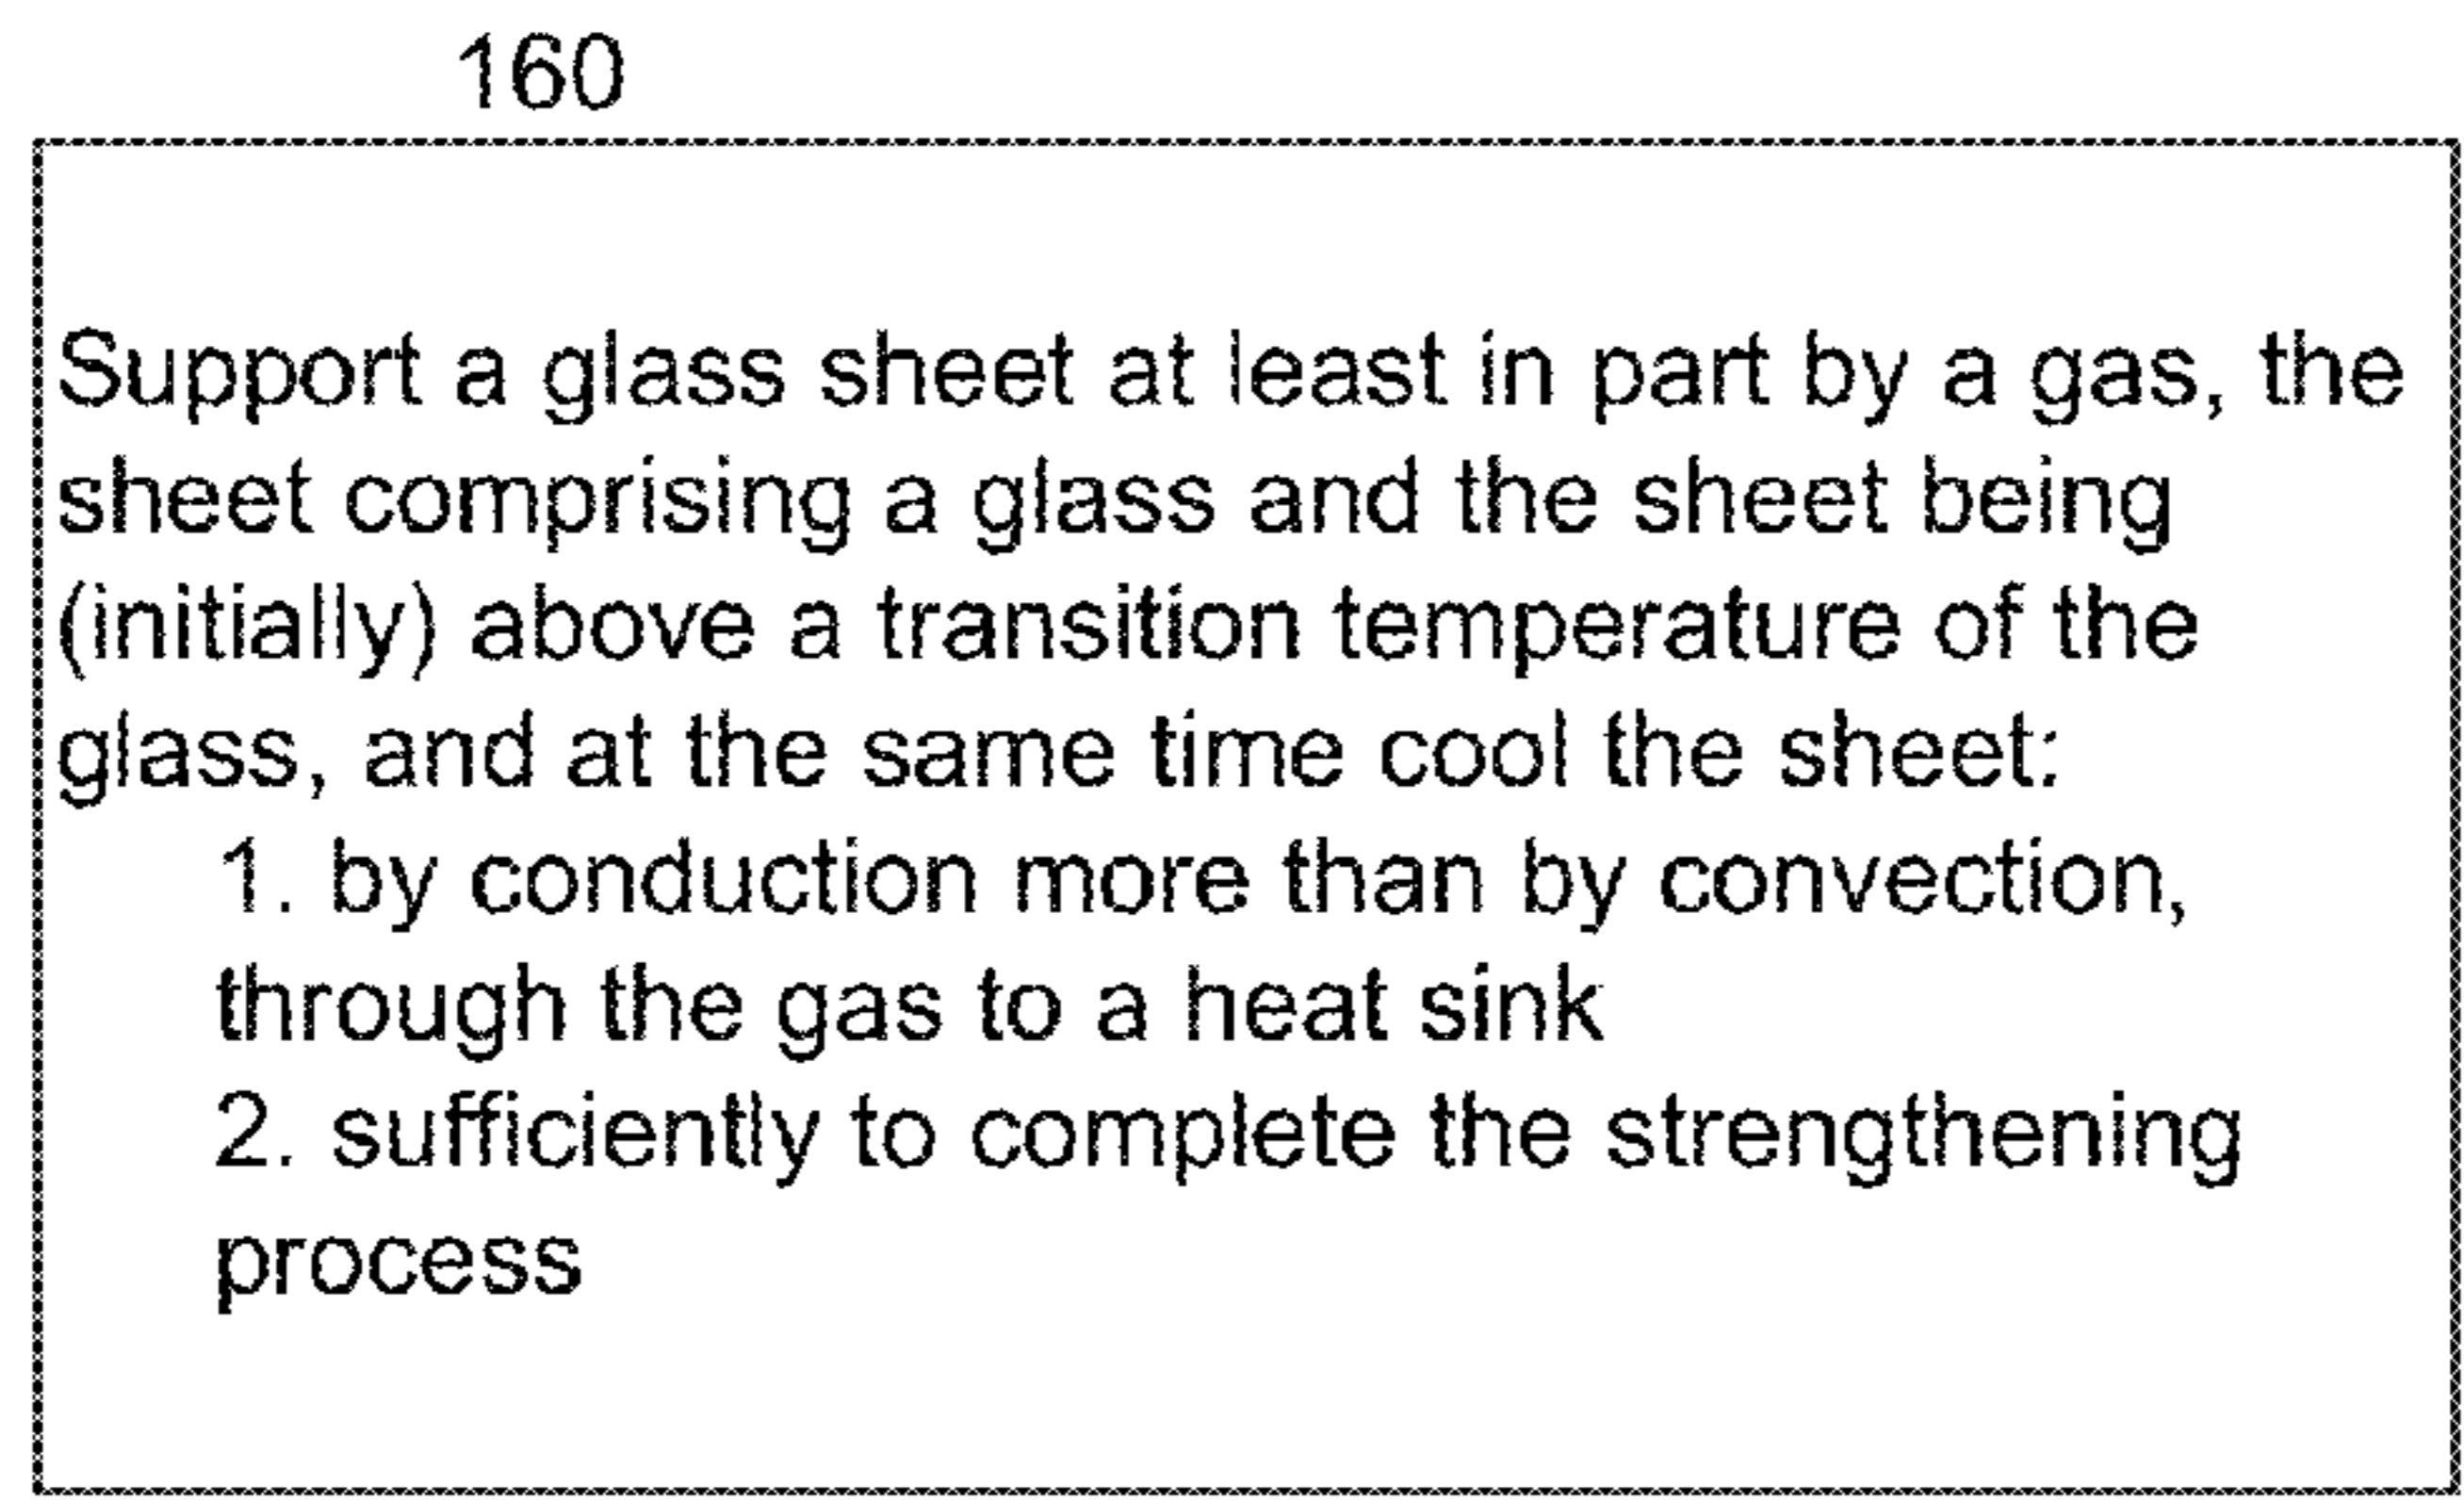 160
Support a glass sheet at least in part by a gas, the
sheet comprising a glass and the sheet being
(initially) above a transition temperature of the
glass, and at the same time cool the sheet:
1. by conduction more than by convection,
through the gas to a heat sink
2. sufficiently to complete the strengthening
process